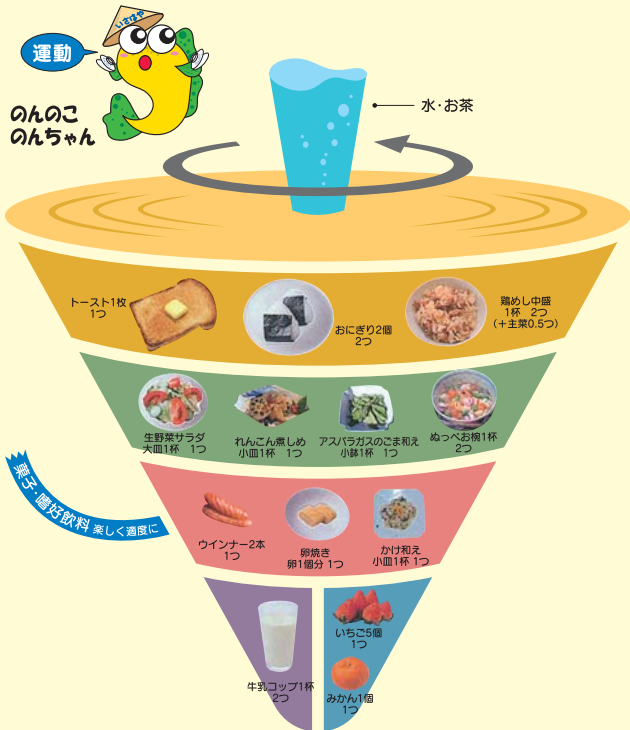 いさはや
運動
のんのこ
のんちゃん
水・お茶
トースト1枚
1つ
おにぎり2個
2つ
鶏めし中盛
1杯 2つ
(+主菜0.5つ)
生野菜サラダ
大皿1杯 1つ
れんこん煮しめ
小皿1杯 1つ
アスパラガスのごま和え
小鉢1杯 1つ
ぬっぺお椀1杯
2つ
菓子・嗜好飲料 楽しく適度に
ウインナー2本
1つ
卵焼き
卵1個分 1つ
かけ和え
小皿1杯 1つ
牛乳コップ1杯
2つ
いちご5個
1つ
みかん1個
1つ